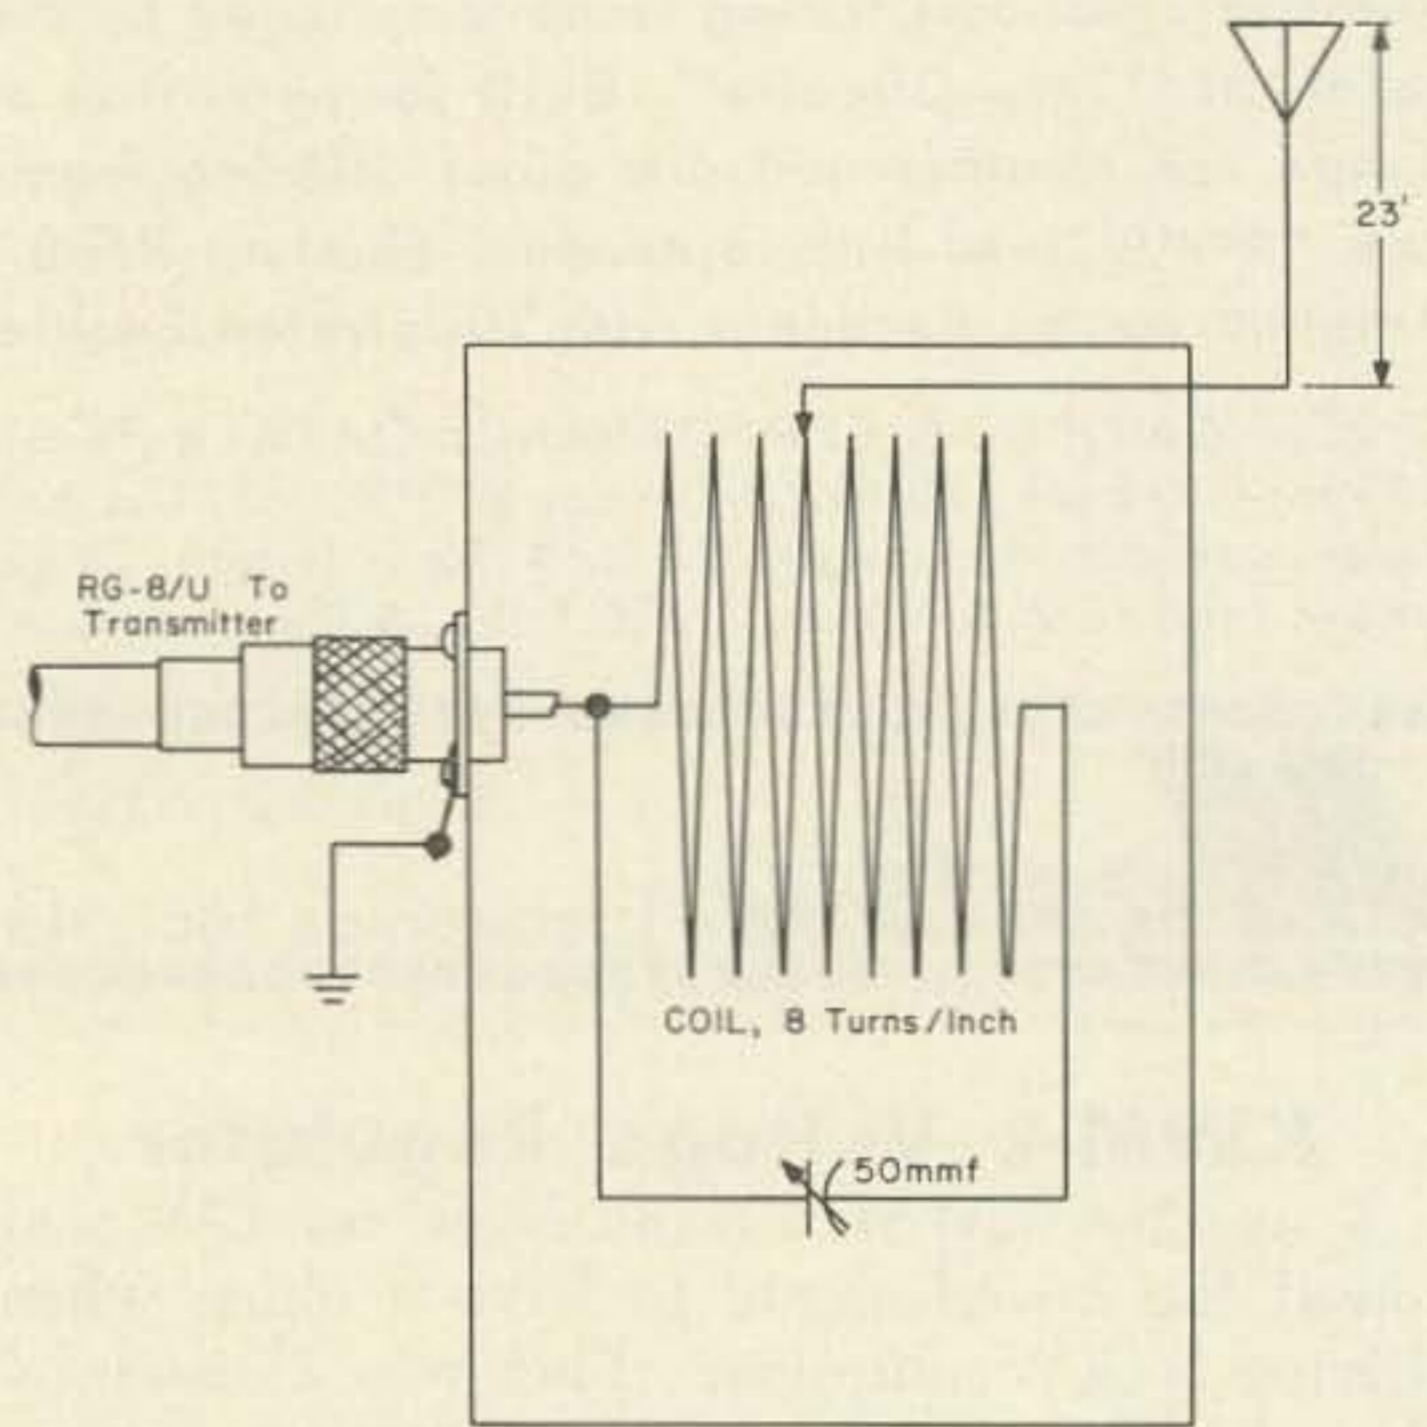 23'
RG-8/U To
Transmitter
COIL, 8 Turns/Inch
50mmf